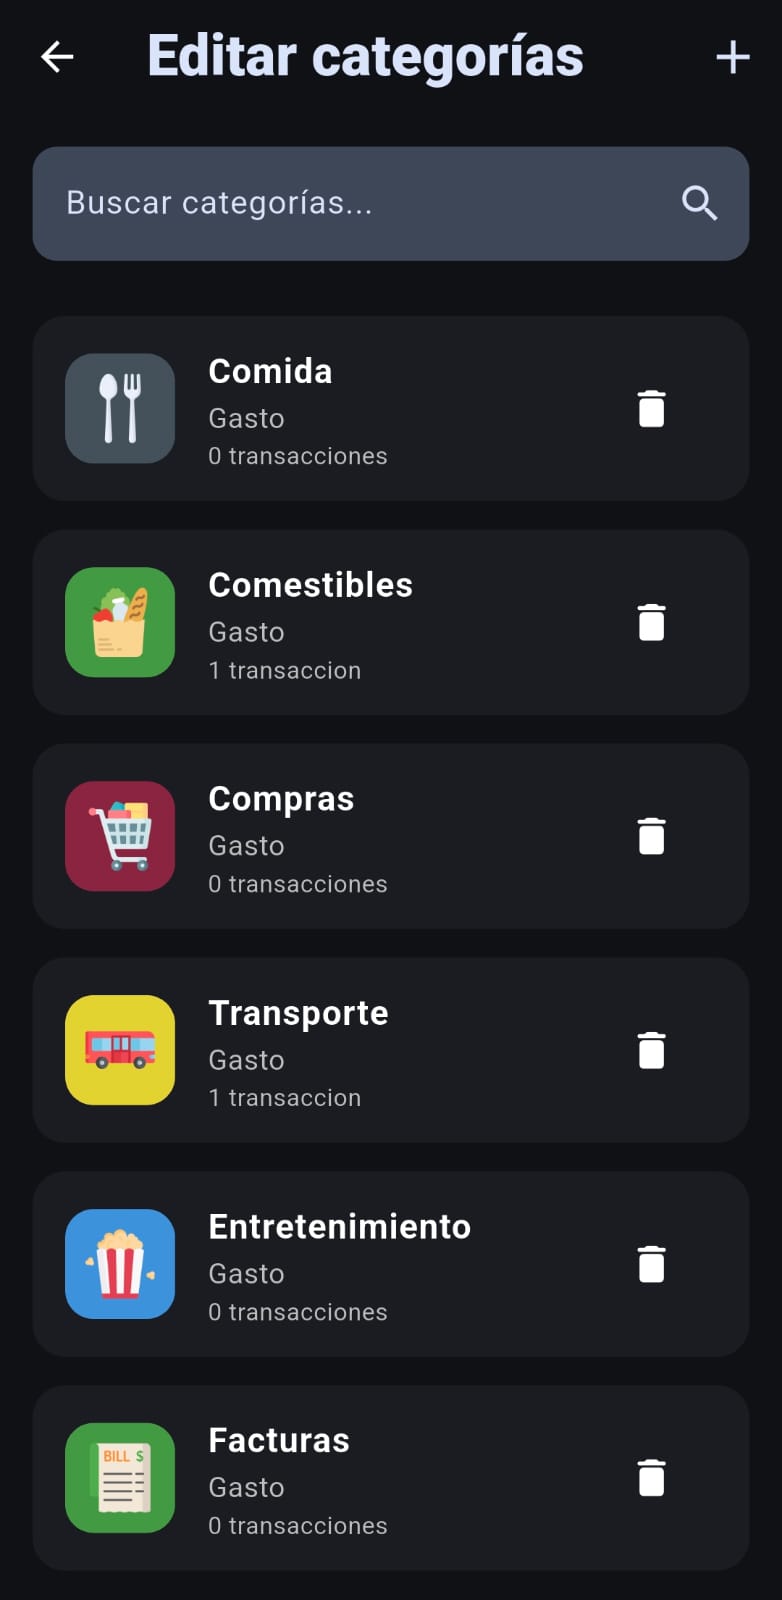 Editar categorías
Buscar categorías...
Comida
Gasto
0 transacciones
Comestibles
Gasto
1 transaccion
Compras
Gasto
0 transacciones
Transporte
Gasto
1 transaccion
Entretenimiento
Gasto
0 transacciones
BILL $
Facturas
Gasto
0 transacciones